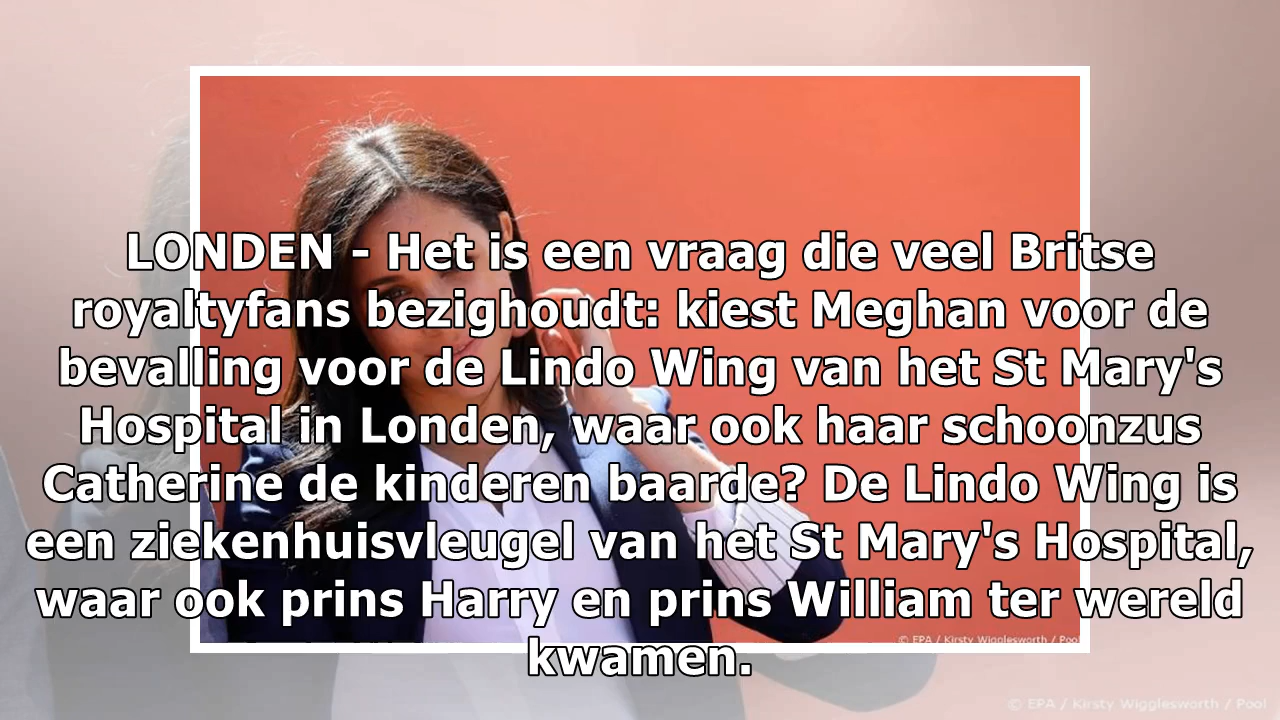 LONDEN - Het is een vraag die veel Britse
royaltyfans bezighoudt: kiest Meghan voor de
bevalling voor de Lindo Wing van het St Mary's
Hospital in Londen, waar ook haar schoonzus
Catherine de kinderen baarde? De Lindo Wing is
een ziekenhuisvleugel van het St Mary's Hospital,
waar ook prins Harry en prins William ter wereld
kwamen.
© EPA / Kirsty Wigglesworth / Pool
© EPA / Kirsty Wigglesworth / Pool